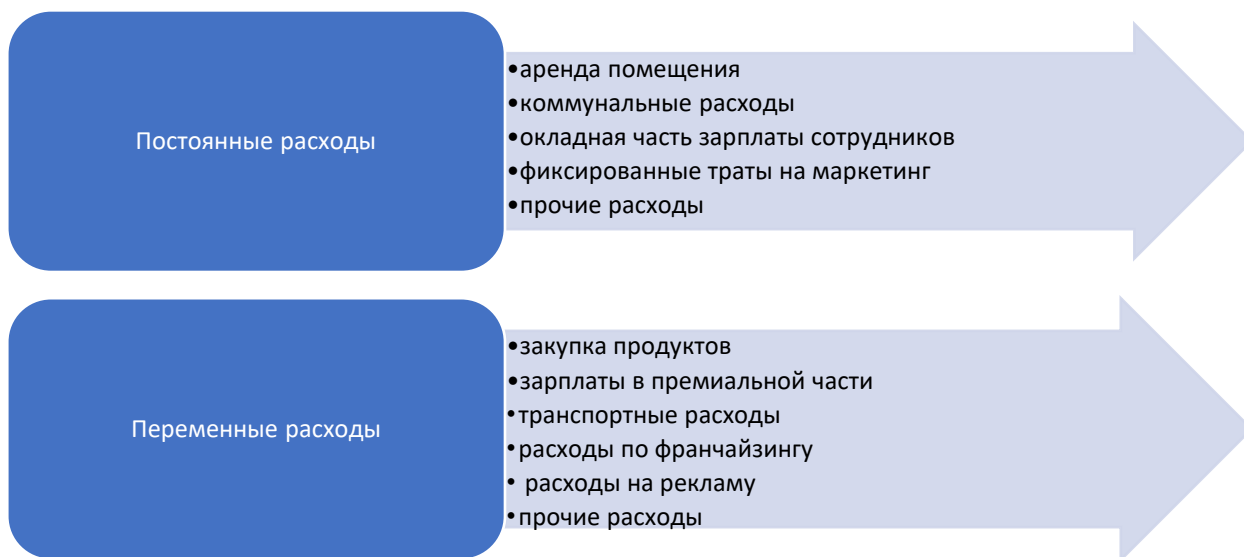 Постоянные расходы
•аренда помещения
•коммунальные расходы
•окладная часть зарплаты сотрудников
•фиксированные траты на маркетинг
•прочие расходы
Переменные расходы
•закупка продуктов
•зарплаты в премиальной части
•транспортные расходы
•расходы по франчайзингу
• расходы на рекламу
•прочие расходы